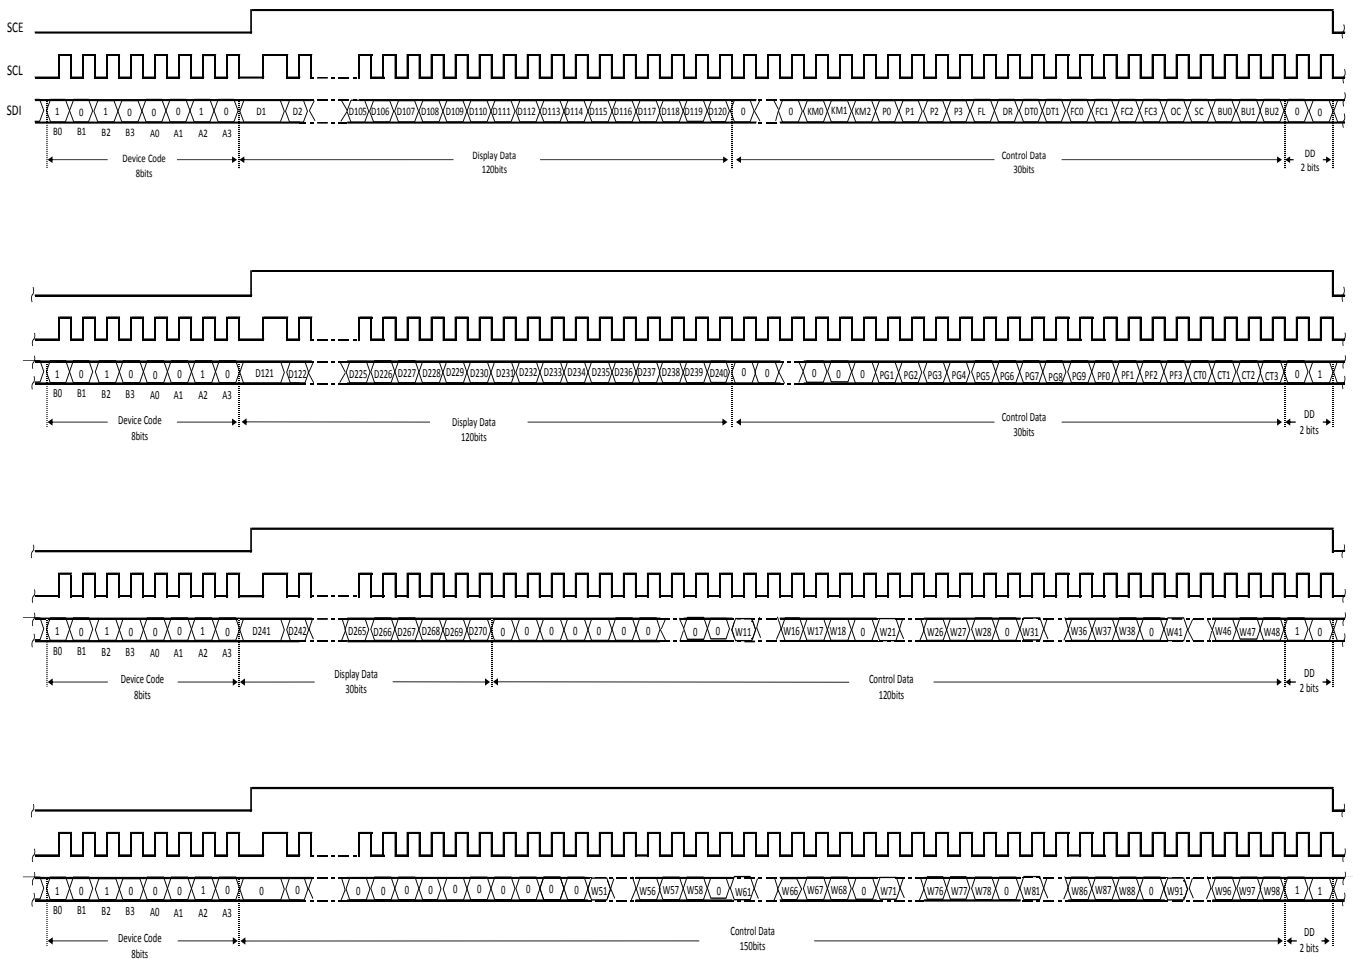 SCE
SCL
SDI 1 0 1 0 0 0 1 0 D1 D2 D105 D106 D107 D108 D109 D110 D111 D112 D113 D114 D115 D116 D117 D118 D119 D120 0 0 KM0 KM1 KM2 P0 P1 P2 P3 FL DR DT0 DT1 FC0 FC1 FC2 FC3 OC SC BU0 BU1 BU2 0 0
B0 B1 B2 B3 A0 A1 A2 A3
Device Code Display Data Control Data DD
8bits 120bits 30bits 2 bits
1 0 1 0 0 0 1 0 D121 D122 D225 D226 D227 D228 D229 D230 D231 D232 D233 D234 D235 D236 D237 D238 D239 D240 0 0 0 0 0 PG1 PG2 PG3 PG4 PG5 PG6 PG7 PG8 PG9 PF0 PF1 PF2 PF3 CT0 CT1 CT2 CT3 0 1
B0 B1 B2 B3 A0 A1 A2 A3
Device Code Display Data Control Data DD
8bits 120bits 30bits 2 bits
1 0 1 0 0 0 1 0 D241 D242 D265 D266 D267 D268 D269 D270 0 0 0 0 0 0 0 0 0 W11 W16 W17 W18 0 W21 W26 W27 W28 0 W31 W36 W37 W38 0 W41 W46 W47 W48 1 0
B0 B1 B2 B3 A0 A1 A2 A3
Device Code Display Data Control Data DD
8bits 30bits 120bits 2 bits
1 0 1 0 0 0 1 0 0 0 0 0 0 0 0 0 0 0 0 0 W51 W56 W57 W58 0 W61 W66 W67 W68 0 W71 W76 W77 W78 0 W81 W86 W87 W88 0 W91 W96 W97 W98 1 1
B0 B1 B2 B3 A0 A1 A2 A3
Device Code Control Data DD
8bits 150bits 2 bits